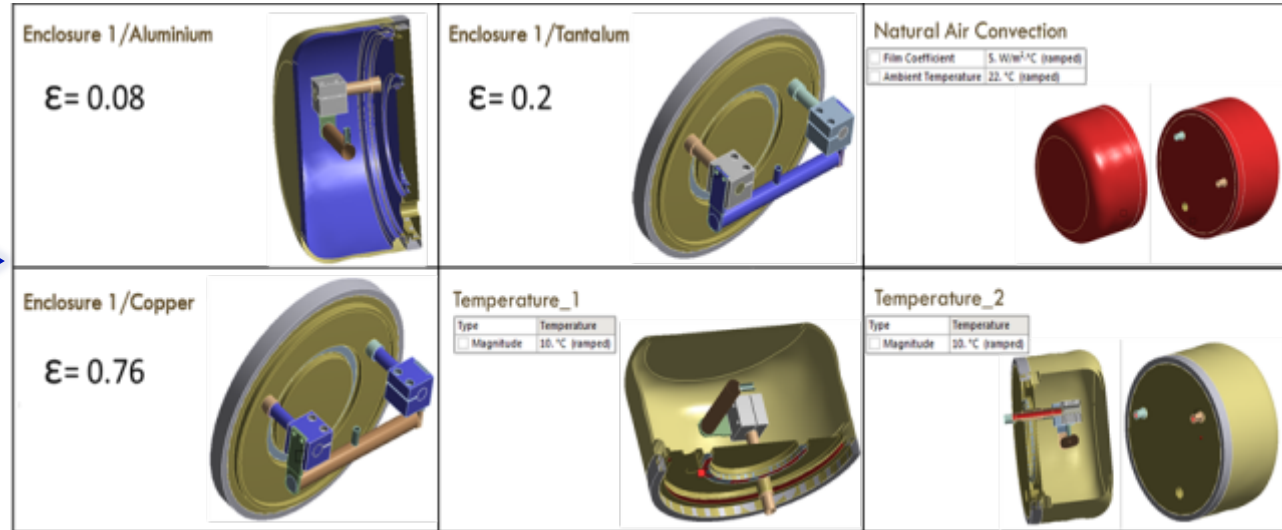 Enclosure 1/Aluminium
ε= 0.08
Enclosure 1/Tantalum
ε= 0.2
Natural Air Convection
Film Coefficient 5. W/m²·°C (ramped)
Ambient Temperature 22. °C (ramped)
Enclosure 1/Copper
ε= 0.76
Temperature_1
Type Temperature
Magnitude 10. °C (ramped)
Temperature_2
Type Temperature
Magnitude 10. °C (ramped)